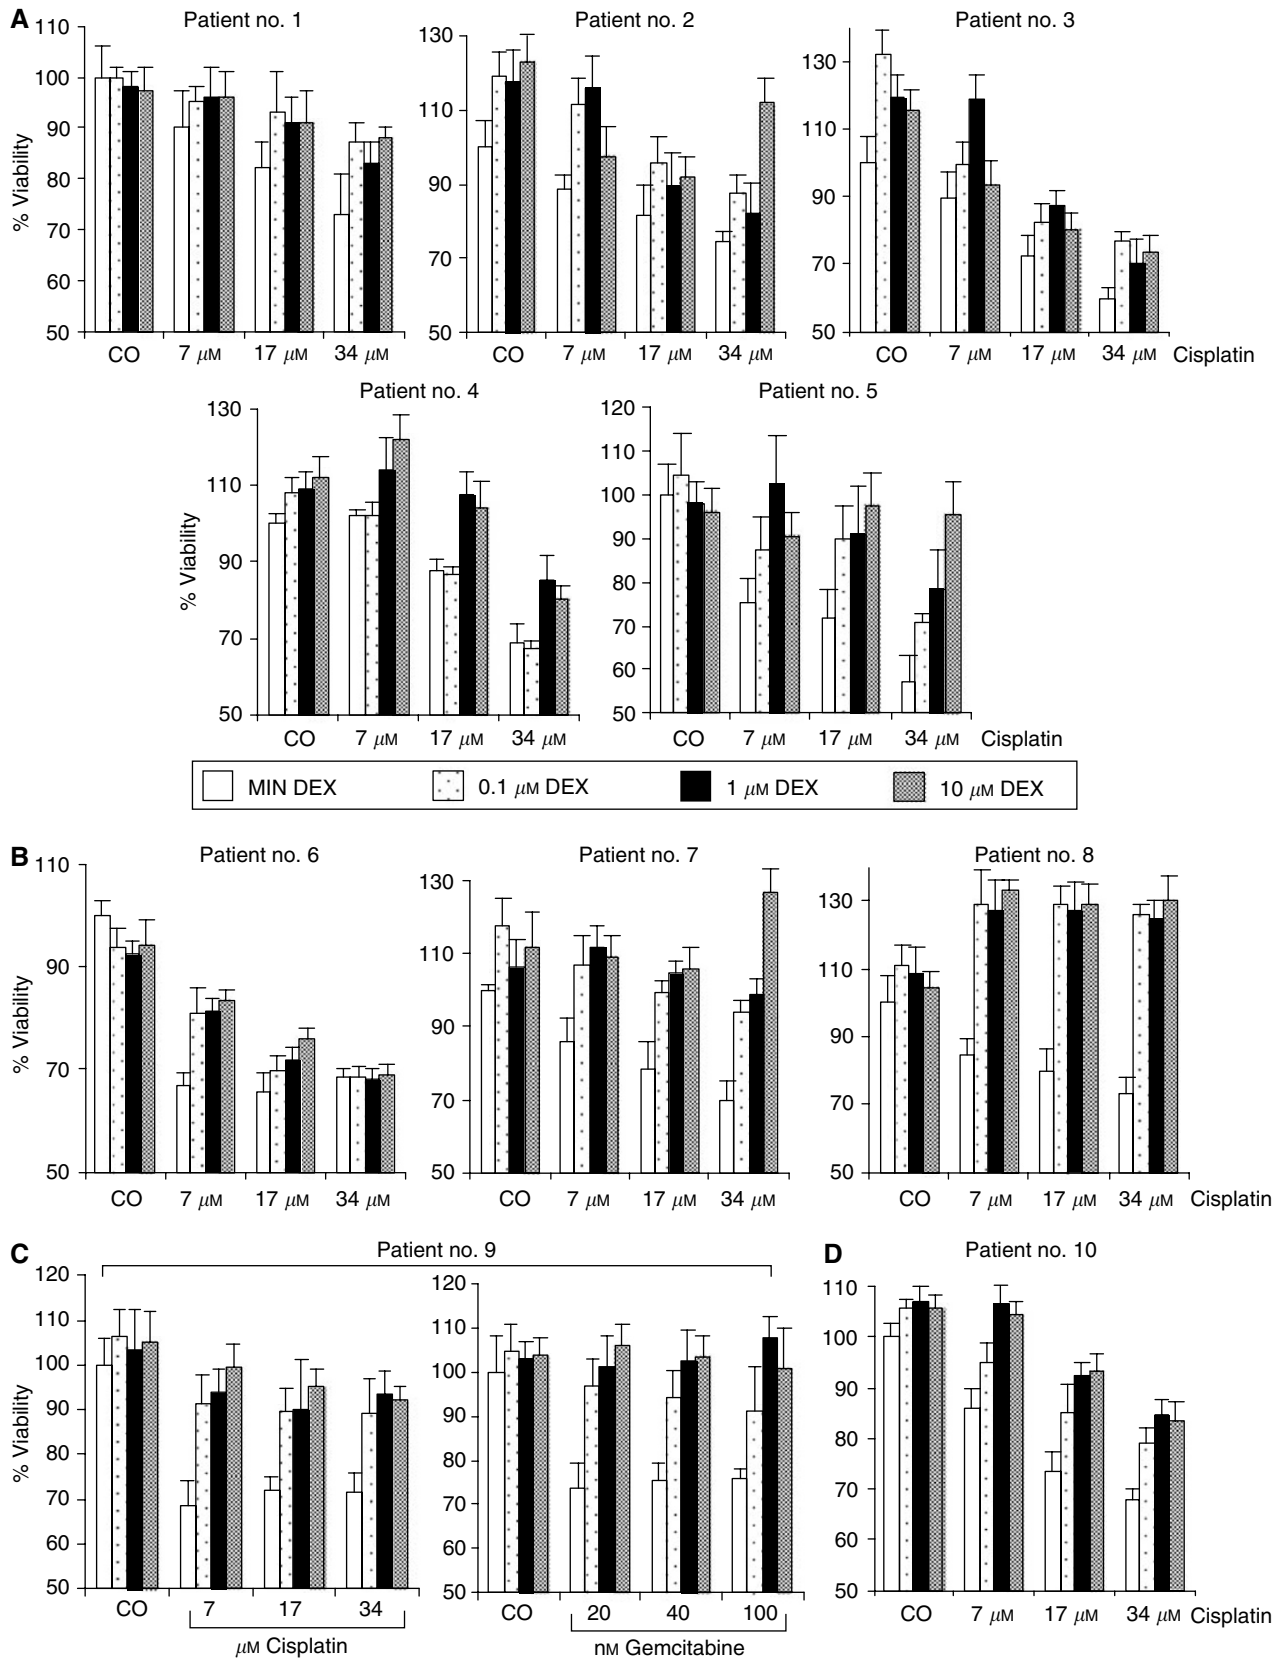 A
Patient no. 1
Patient no. 2
Patient no. 3
% Viability
110
100
90
80
70
60
50
CO
7 μM
17 μM
34 μM
130
110
90
70
50
CO
7 μM
17 μM
34 μM
130
110
90
70
50
CO
7 μM
17 μM
34 μM
Cisplatin
Patient no. 4
Patient no. 5
% Viability
130
110
90
70
50
CO
7 μM
17 μM
34 μM
120
110
100
90
80
70
60
50
CO
7 μM
17 μM
34 μM
Cisplatin
MIN DEX
0.1 μM DEX
1 μM DEX
10 μM DEX
B
Patient no. 6
Patient no. 7
Patient no. 8
% Viability
110
90
70
50
CO
7 μM
17 μM
34 μM
130
110
90
70
50
CO
7 μM
17 μM
34 μM
130
110
90
70
50
CO
7 μM
17 μM
34 μM
Cisplatin
C
Patient no. 9
% Viability
120
110
100
90
80
70
60
50
CO
7
17
34
μM Cisplatin
120
110
100
90
80
70
60
50
CO
20
40
100
nM Gemcitabine
D
Patient no. 10
110
100
90
80
70
60
50
CO
7 μM
17 μM
34 μM
Cisplatin